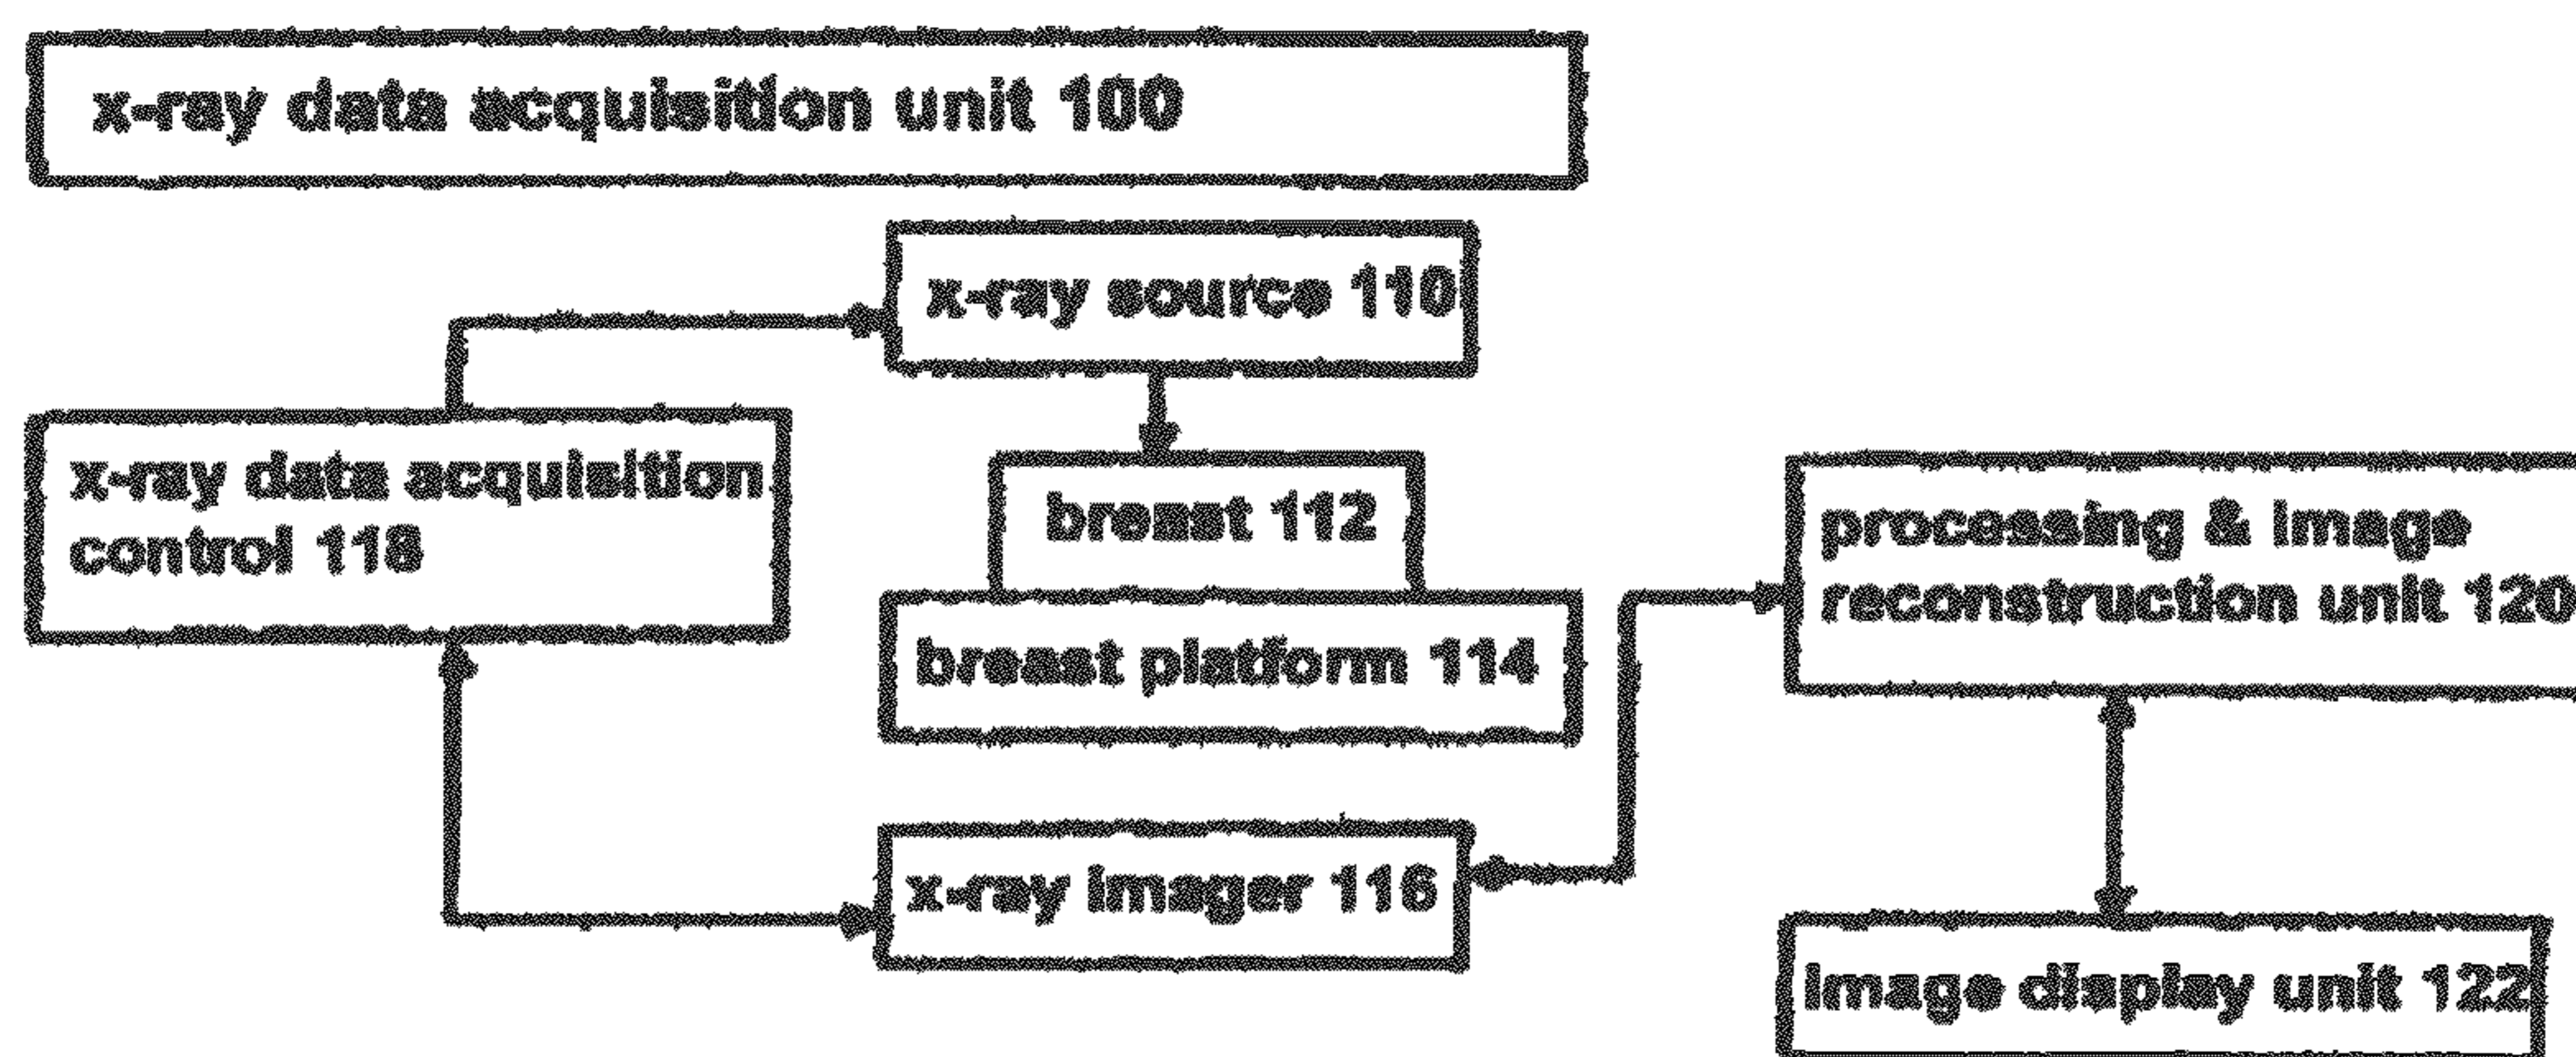 x-ray data acquisition unit 100
x-ray source 110
x-ray data acquisition
control 118
breast 112
processing & image
reconstruction unit 120
breast platform 114
x-ray imager 116
image display unit 122